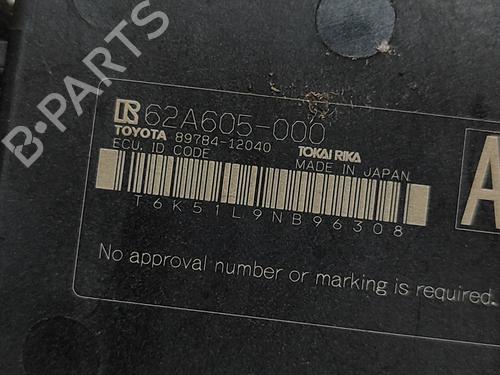 B-PARTS
62A605-000
TOYOTA 89784-12040 TOKAI RIKA
ECU, ID CODE MADE IN JAPAN
A
T6K51L9NB96308
No approval number or marking is required.